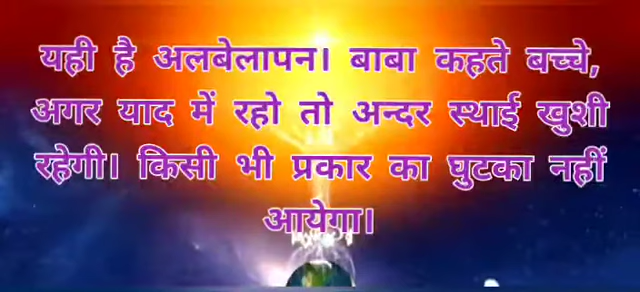 यही है अलबेलापन। बाबा कहते बच्चे,
अगर याद में रहो तो अन्दर स्थाई खुशी
रहेगी। किसी भी प्रकार का घुटका नहीं
आयेगा।